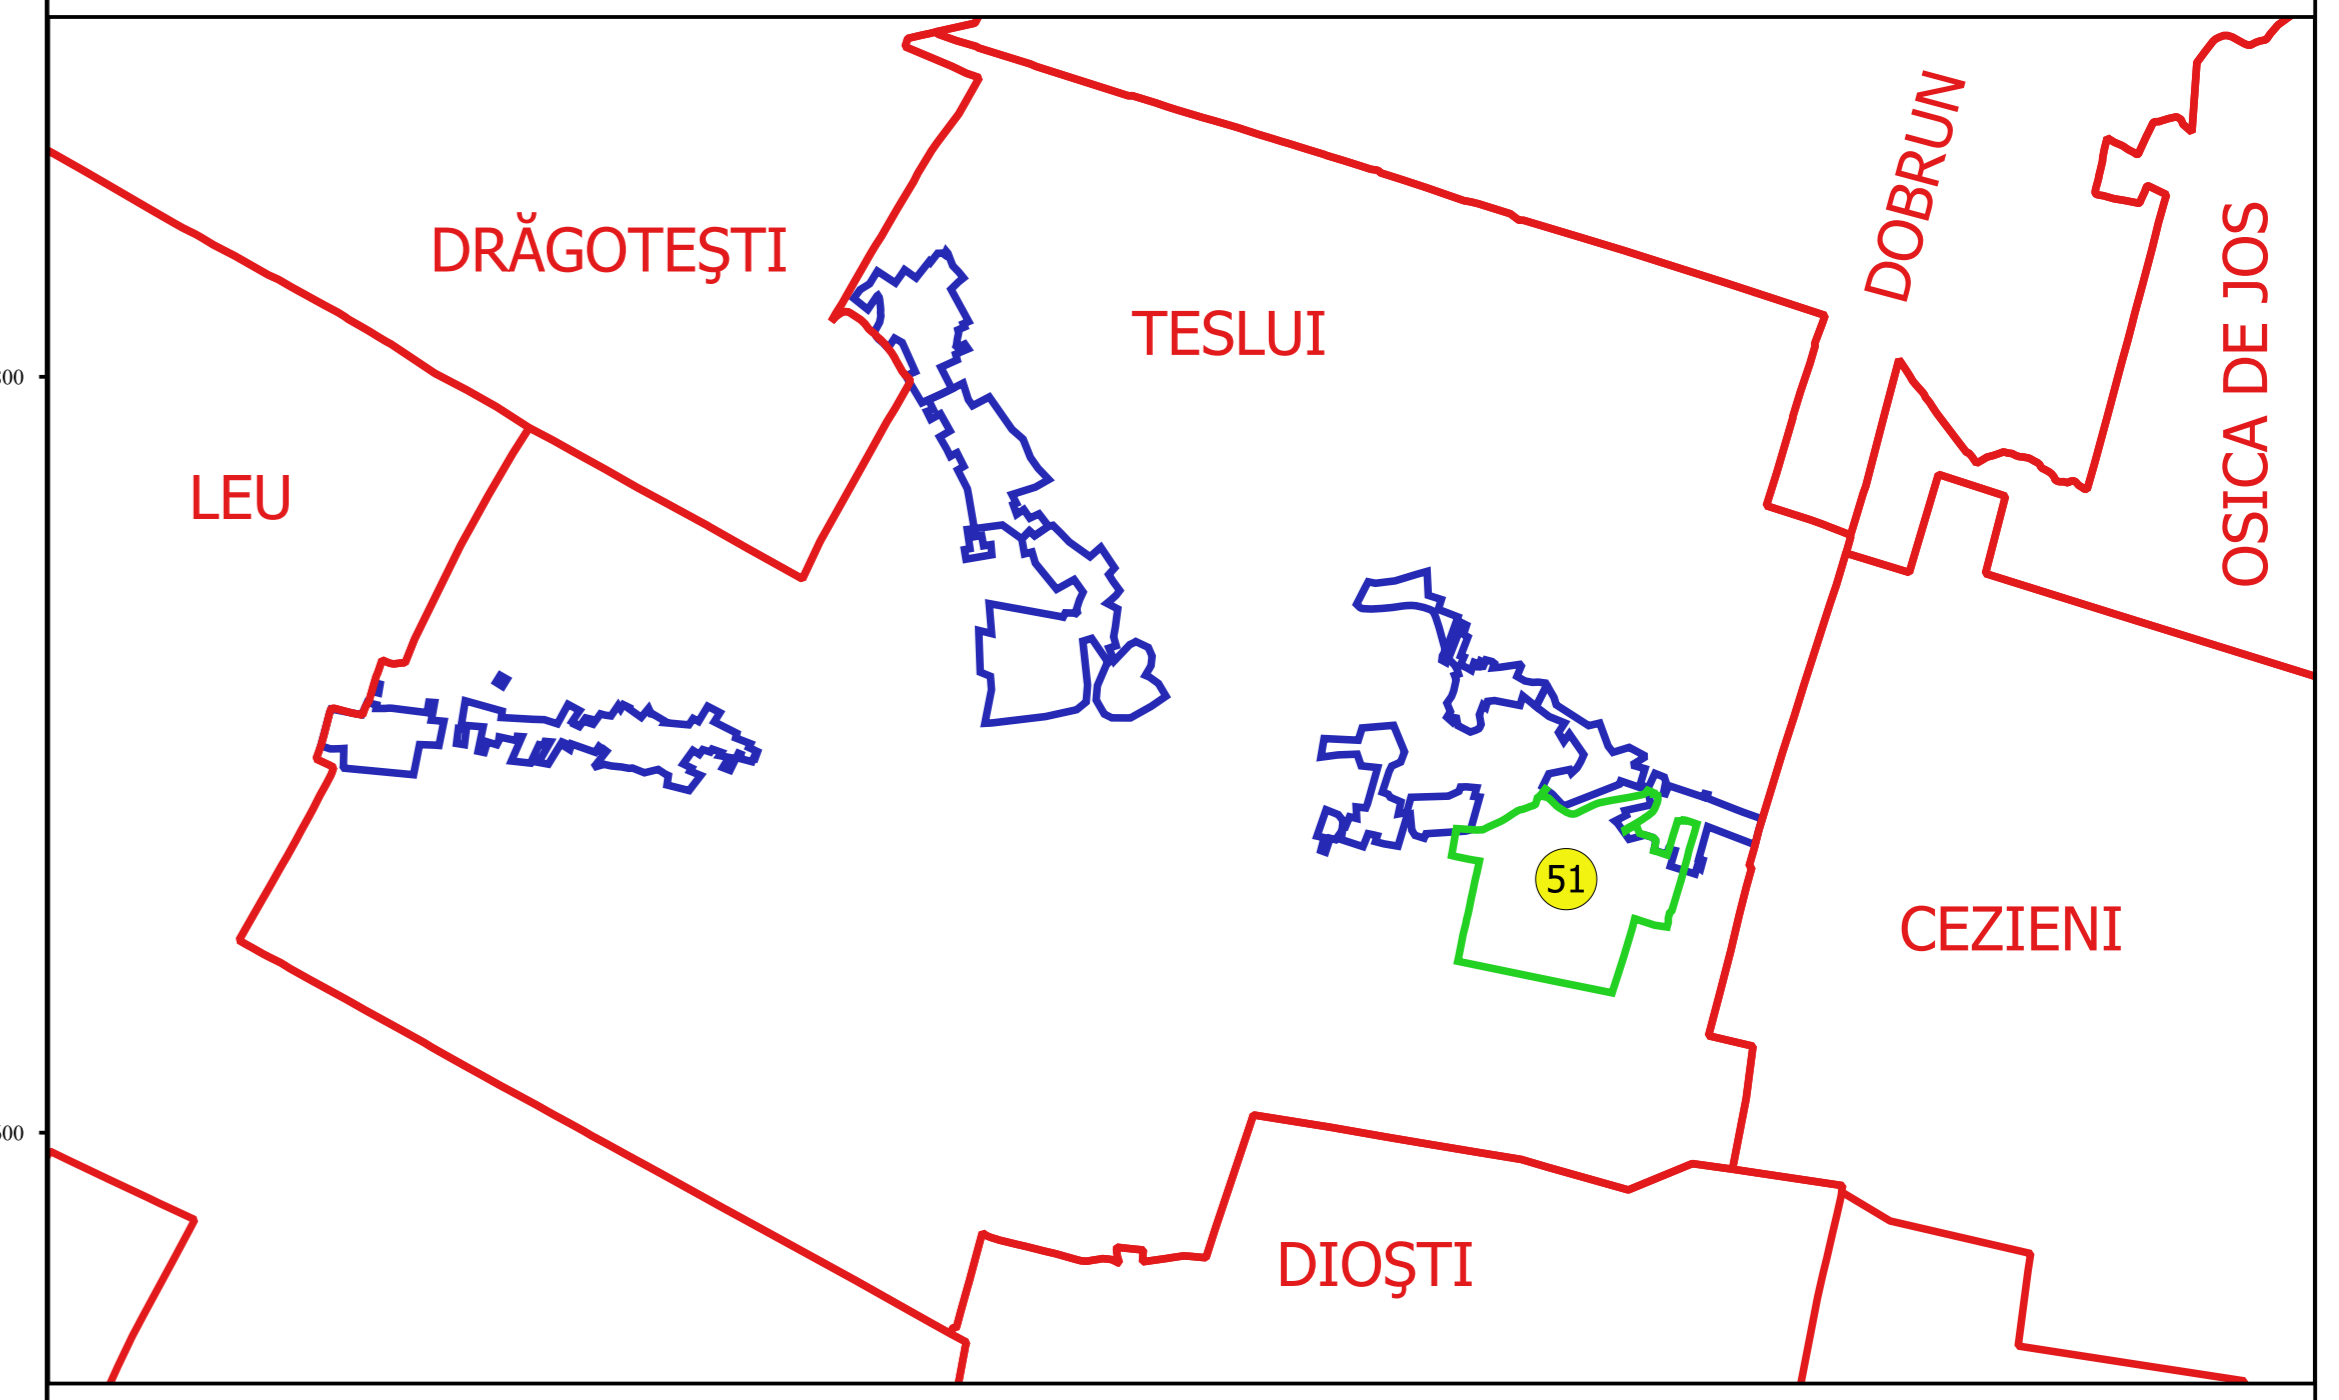 DOBRUN
OSICA DE JOS
DRĂGOTEŞTI
TESLUI
LEU
51
CEZIENI
DIOŞTI